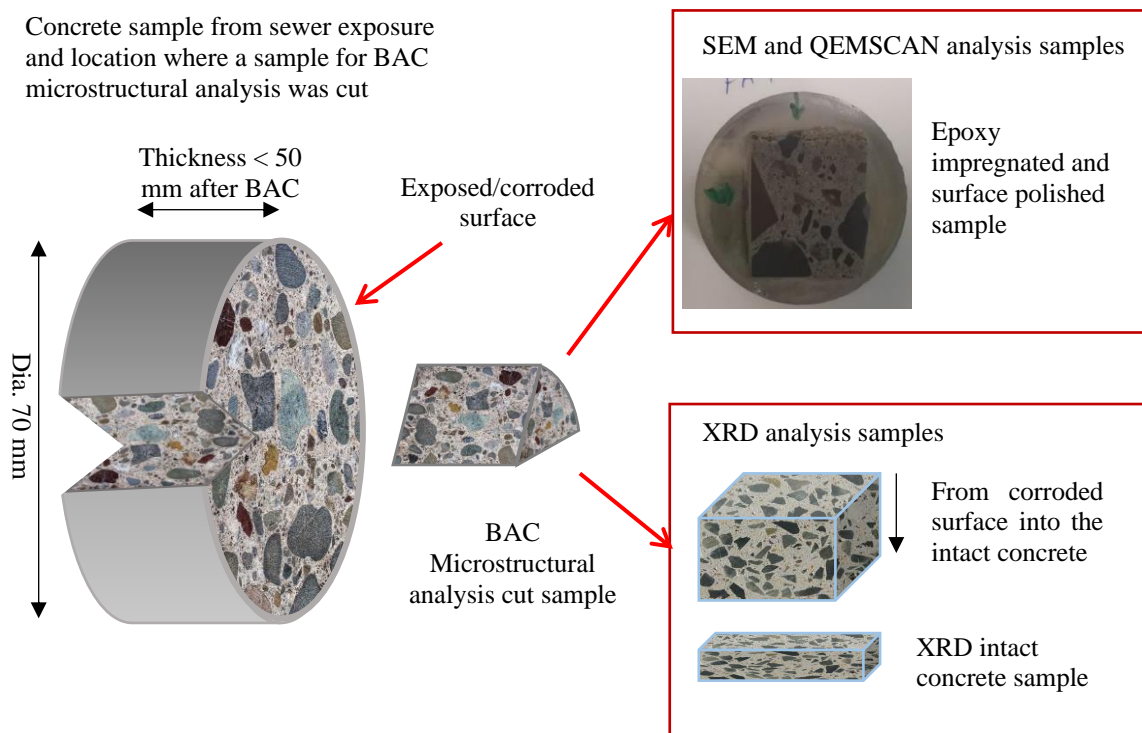 Concrete sample from sewer exposure
and location where a sample for BAC
microstructural analysis was cut
Thickness < 50
mm after BAC
Exposed/corroded
surface
Dia. 70 mm
BAC
Microstructural
analysis cut sample
SEM and QEMSCAN analysis samples
Epoxy
impregnated and
surface polished
sample
XRD analysis samples
From corroded
surface into the
intact concrete
XRD intact
concrete sample